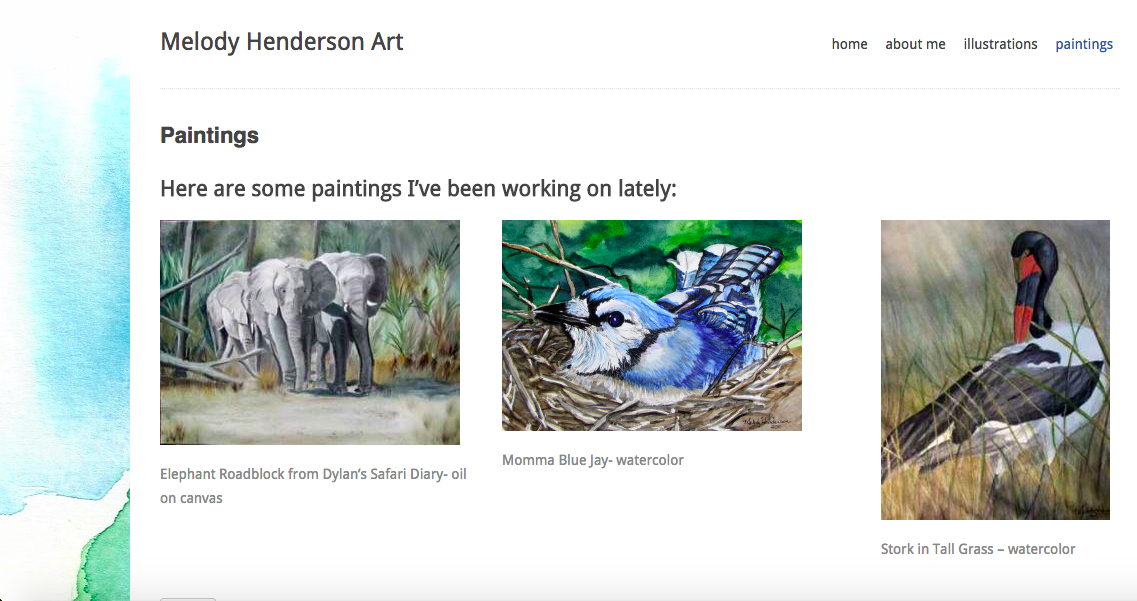 Melody Henderson Art
home about me illustrations paintings
Paintings
Here are some paintings I’ve been working on lately:
Elephant Roadblock from Dylan’s Safari Diary- oil
on canvas
Momma Blue Jay- watercolor
Stork in Tall Grass – watercolor